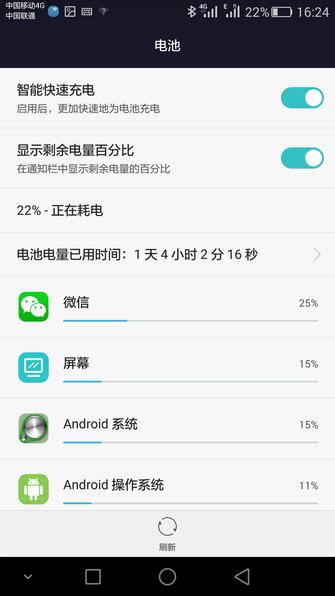 中国移动4G
中国联通
4G
E
H
22%
16:24
电池
智能快速充电
启用后，更加快速地为电池充电
显示剩余电量百分比
在通知栏中显示剩余电量的百分比
22% - 正在耗电
电池电量已用时间：1 天 4 小时 2 分 16 秒
微信
25%
屏幕
15%
Android 系统
15%
Android 操作系统
11%
刷新